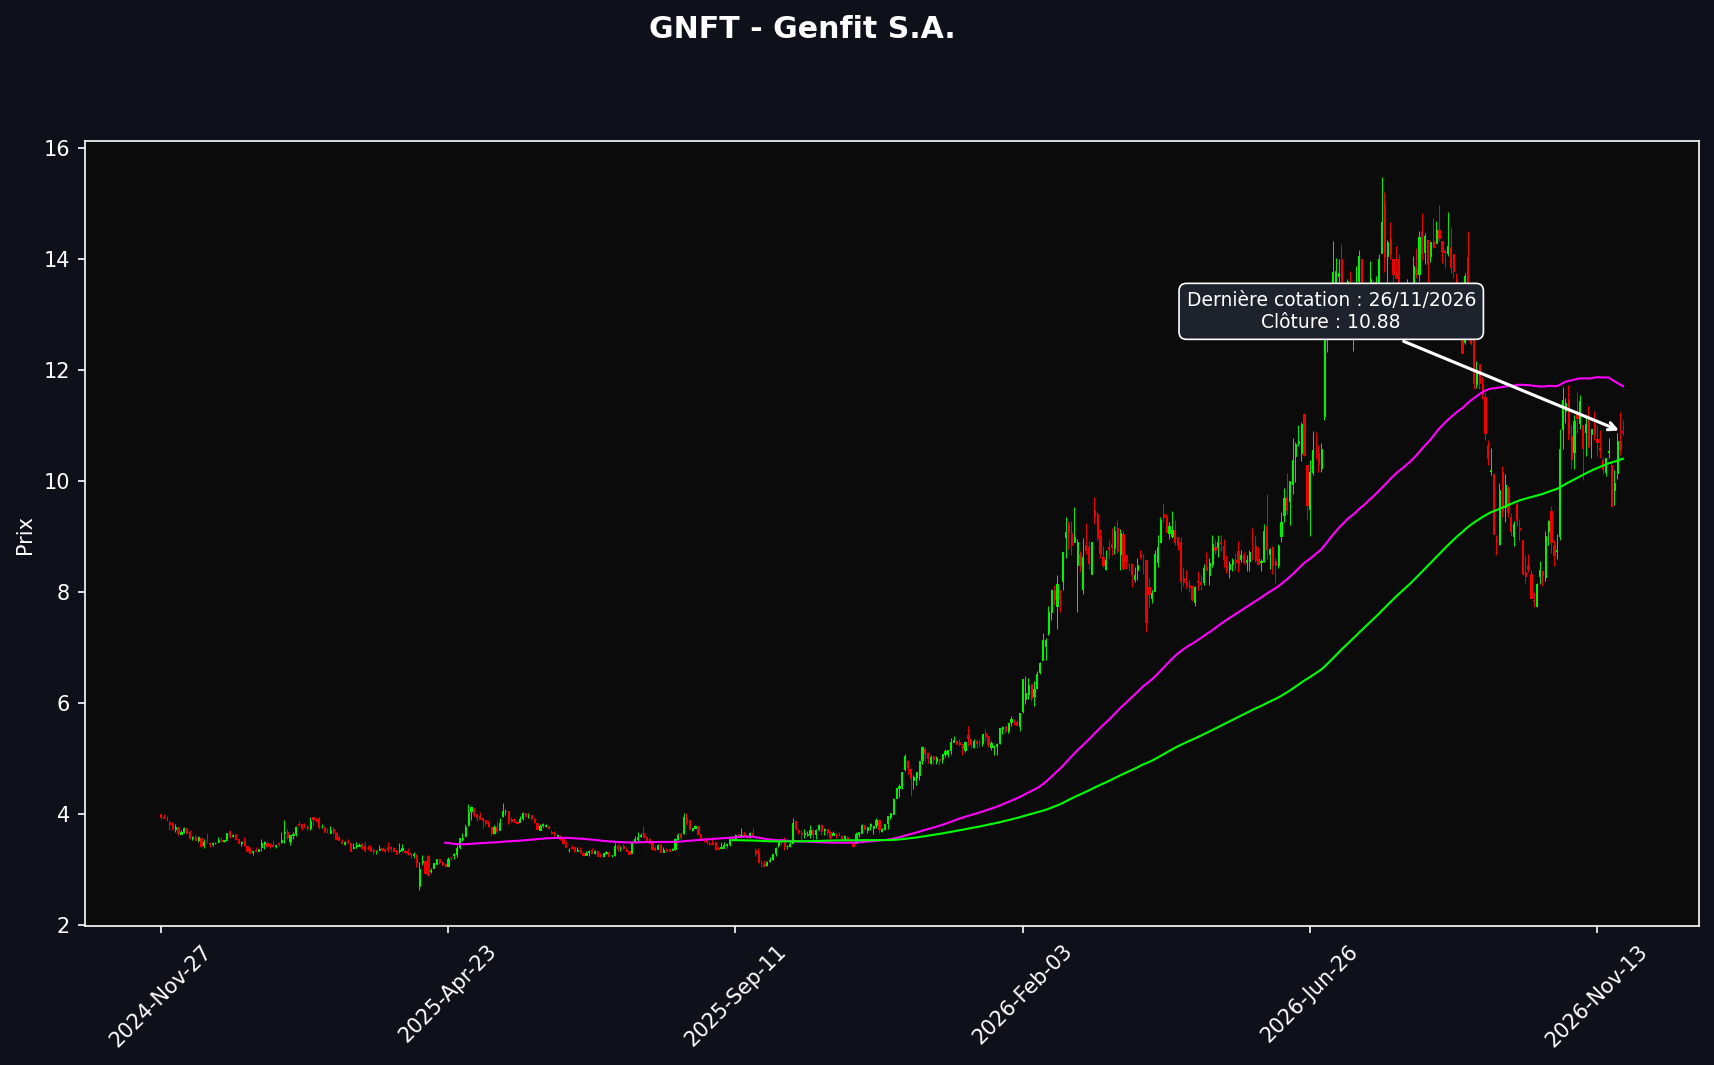 GNFT - Genfit S.A.
16
14
12
10
8
6
4
2
Prix
Dernière cotation : 26/11/2026
Clôture : 10.88
2024-Nov-27
2025-Apr-23
2025-Sep-11
2026-Feb-03
2026-Jun-26
2026-Nov-13